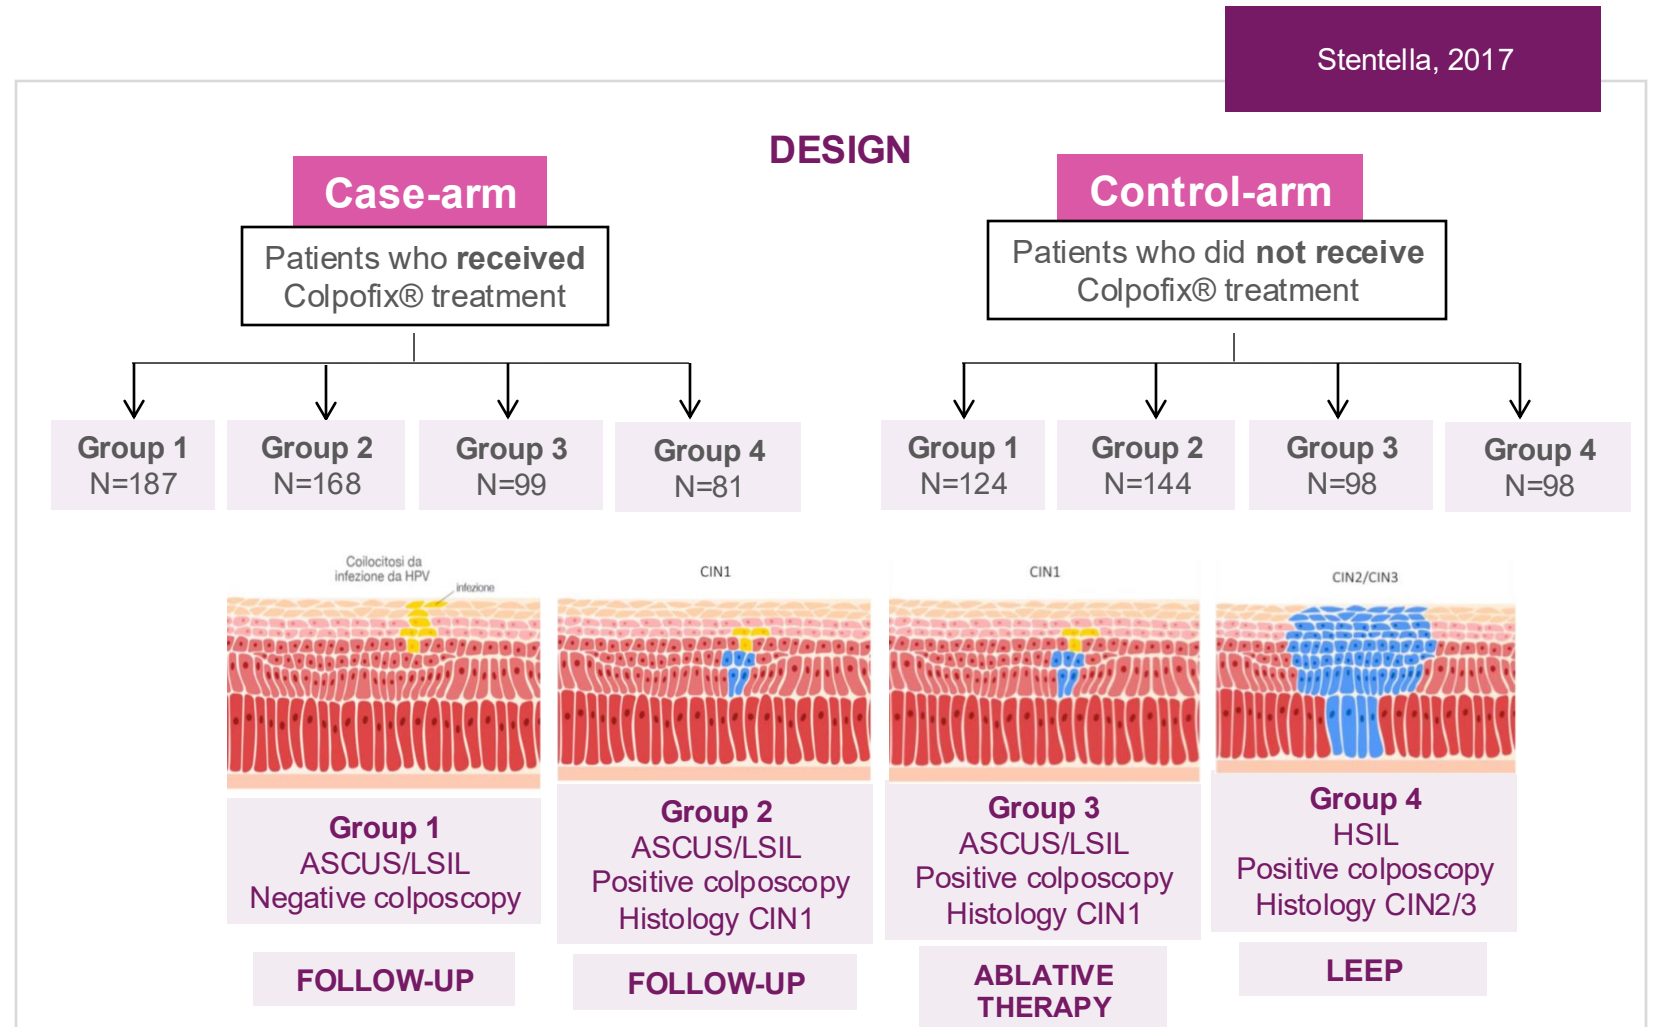 Stentella, 2017
DESIGN
Case-arm
Patients who received
Colpofix® treatment
Control-arm
Patients who did not receive
Colpofix® treatment
Group 1
N=187
Group 2
N=168
Group 3
N=99
Group 4
N=81
Group 1
N=124
Group 2
N=144
Group 3
N=98
Group 4
N=98
Coilocitosi da
infezione da HPV
infezione
CIN1
CIN1
CIN2/CIN3
Group 1
ASCUS/LSIL
Negative colposcopy
Group 2
ASCUS/LSIL
Positive colposcopy
Histology CIN1
Group 3
ASCUS/LSIL
Positive colposcopy
Histology CIN1
Group 4
HSIL
Positive colposcopy
Histology CIN2/3
FOLLOW-UP
FOLLOW-UP
ABLATIVE
THERAPY
LEEP